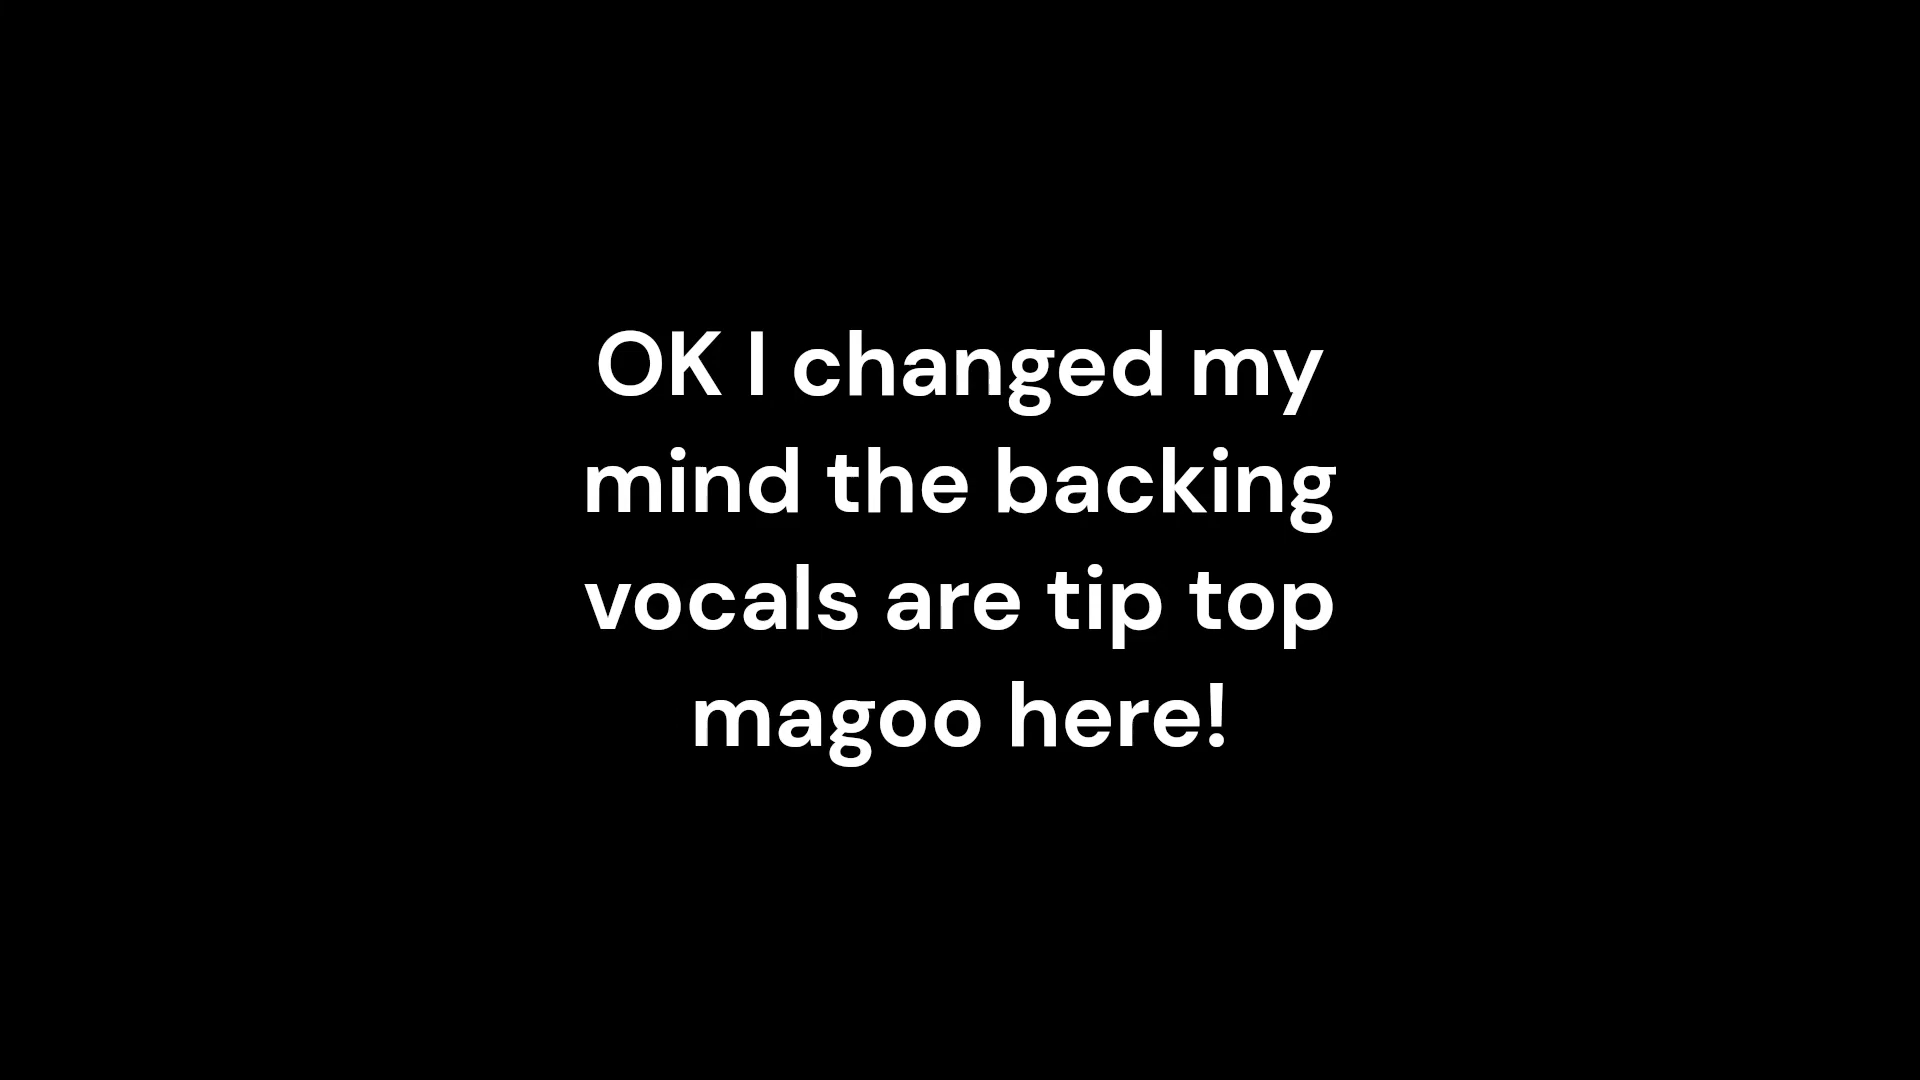 OK I changed my
mind the backing
vocals are tip top
magoo here!